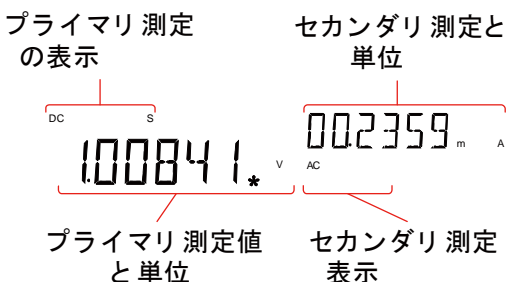 プライマリ測定
の表示
セカンダリ測定と
単位
DC S
1.00841* V
00.2359 m A
AC
プライマリ測定値
と単位
セカンダリ測定
表示